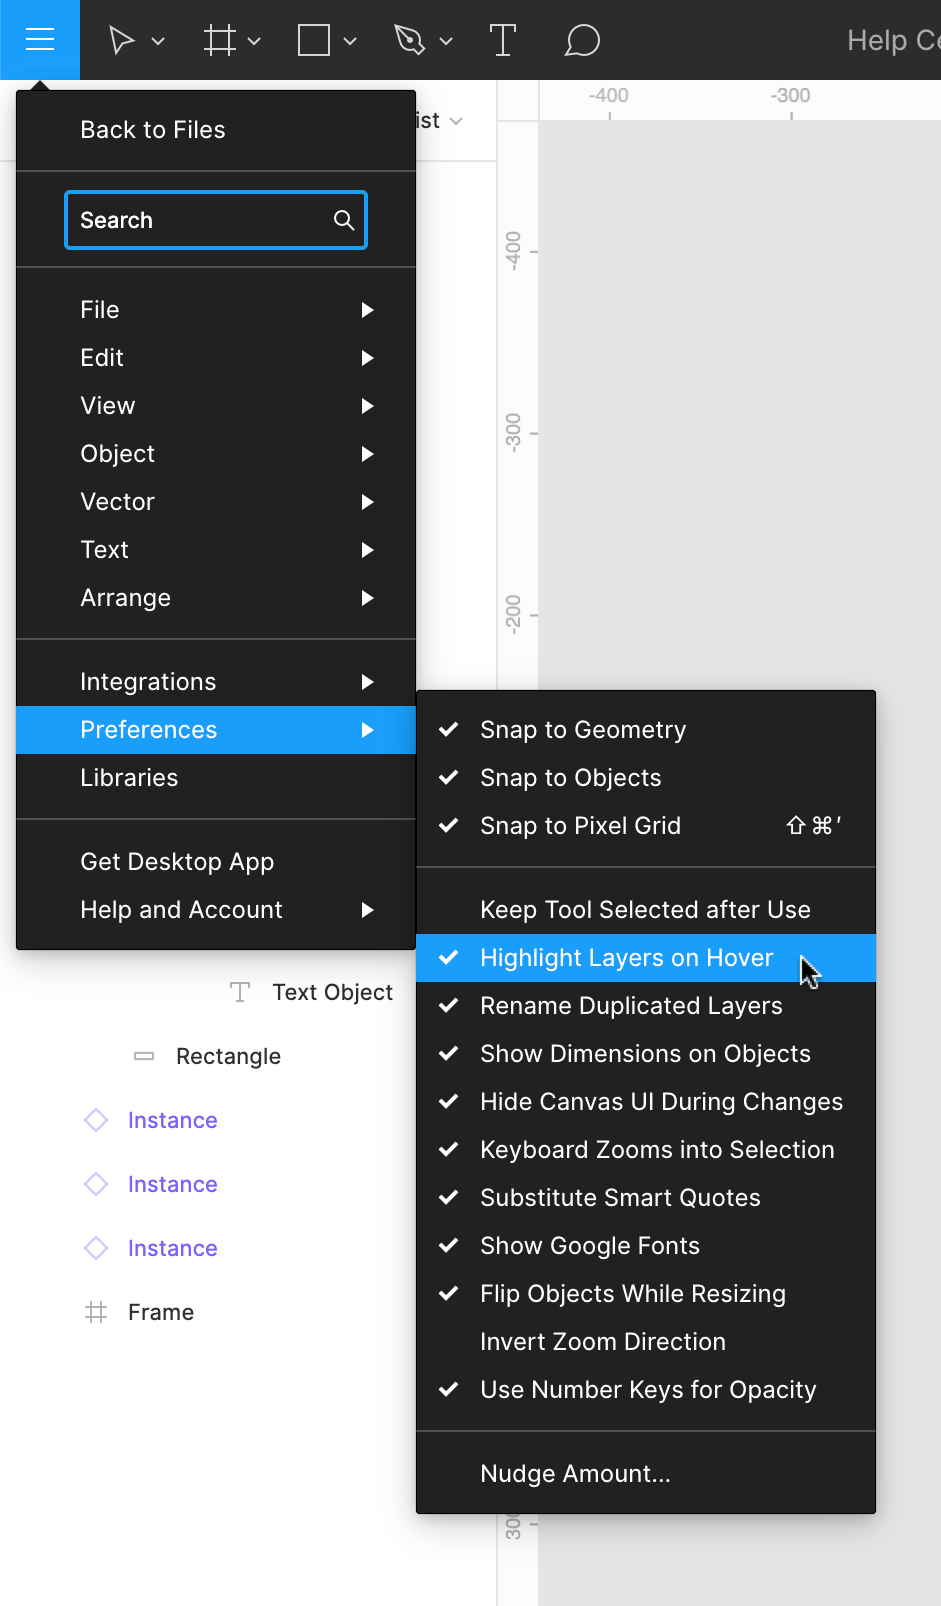 Help Ce
Back to Files
ist
-400
-300
Search
File
Edit
View
Object
Vector
Text
Arrange
-400
-300
-200
Integrations
Preferences
Libraries
Get Desktop App
Help and Account
Snap to Geometry
Snap to Objects
Snap to Pixel Grid ⇧⌘'
Keep Tool Selected after Use
Highlight Layers on Hover
Rename Duplicated Layers
Show Dimensions on Objects
Hide Canvas UI During Changes
Keyboard Zooms into Selection
Substitute Smart Quotes
Show Google Fonts
Flip Objects While Resizing
Invert Zoom Direction
Use Number Keys for Opacity
Nudge Amount...
Text Object
Rectangle
Instance
Instance
Instance
Frame
300